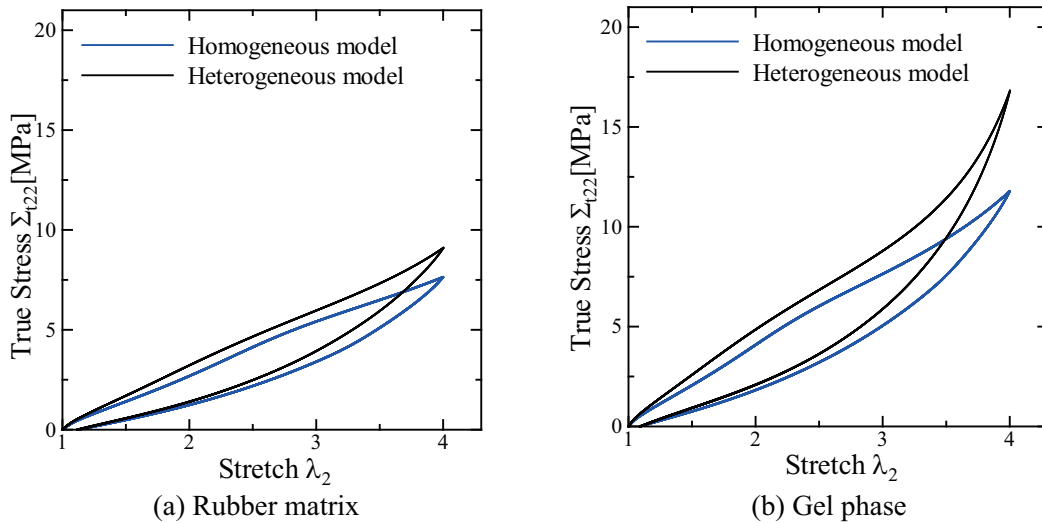 Homogeneous model
Heterogeneous model
True Stress Σt22[MPa]
20
15
10
5
0
1
2
3
4
Stretch λ2
(a) Rubber matrix
Homogeneous model
Heterogeneous model
True Stress Σt22[MPa]
20
15
10
5
0
1
2
3
4
Stretch λ2
(b) Gel phase